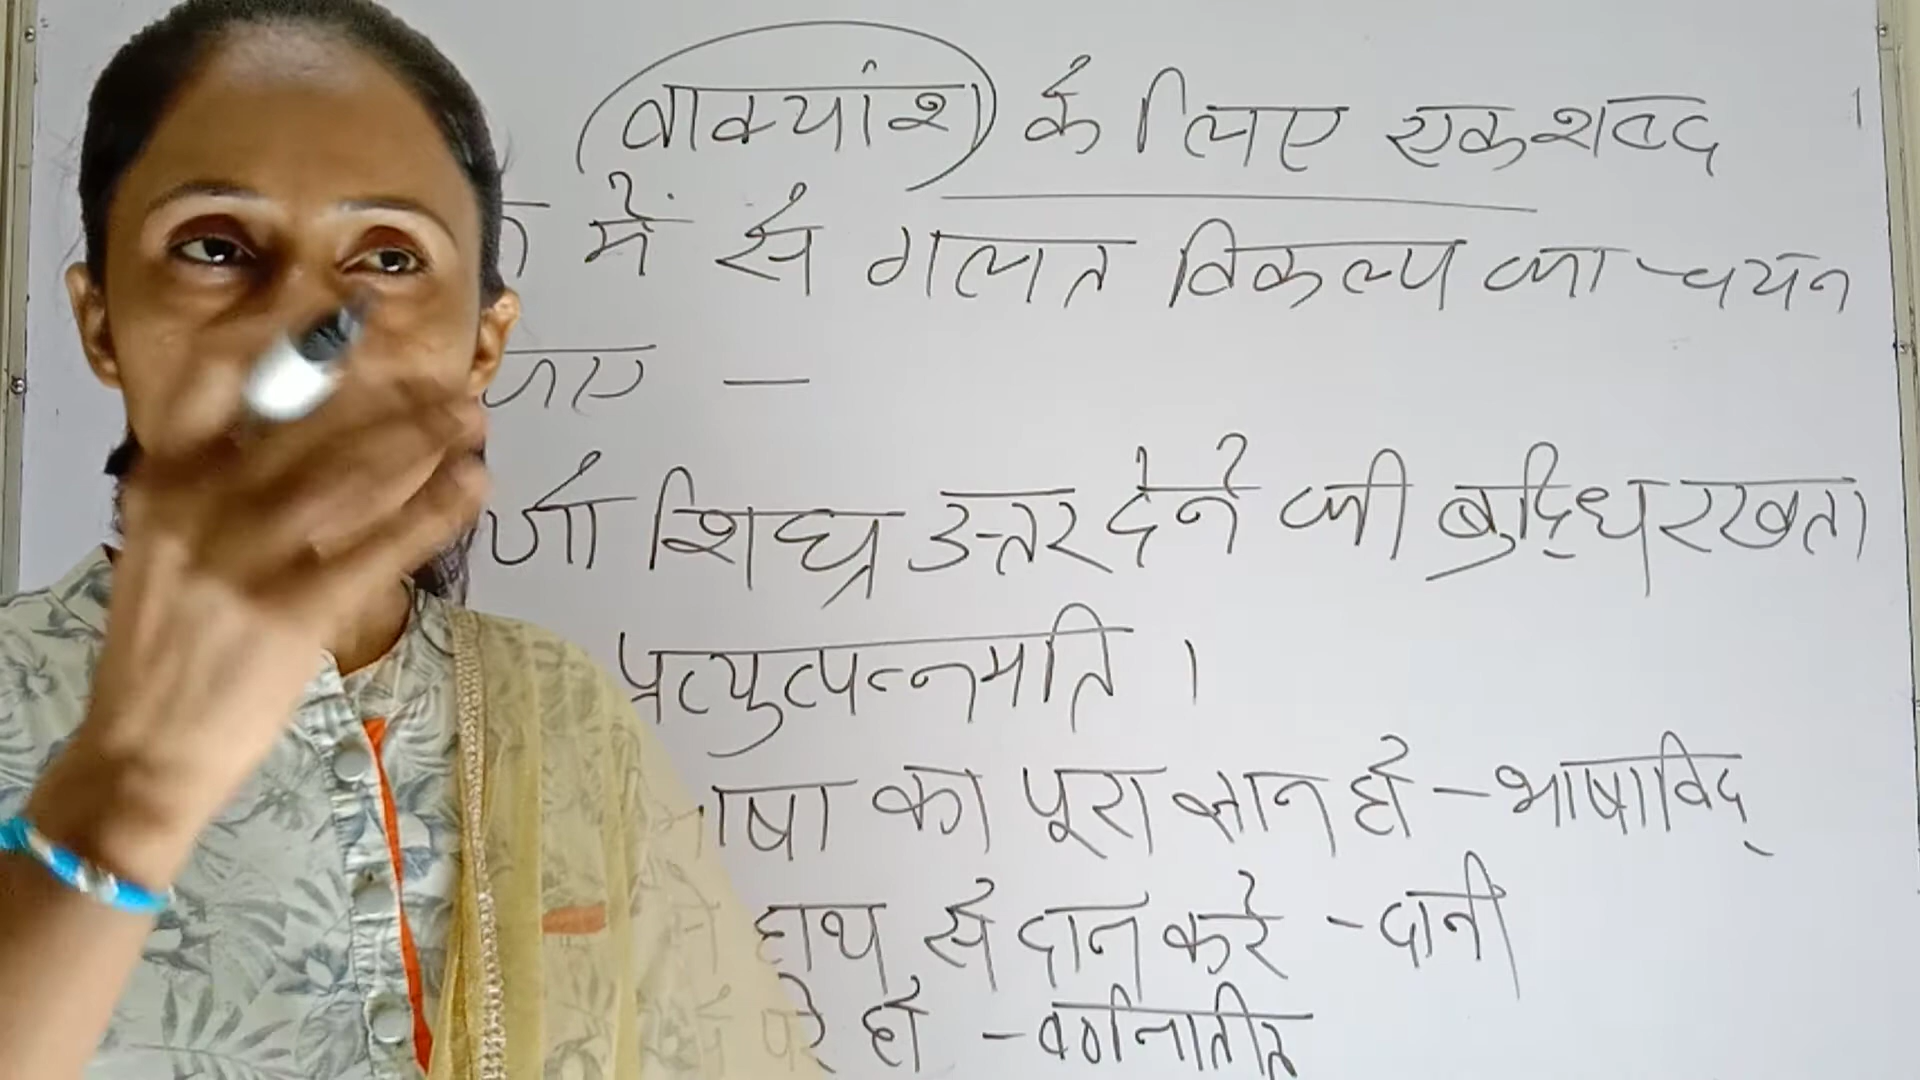 वाक्यांश के लिए एक शब्द
में से गलत विकल्प का चयन
जिए —
जो शिघ्र उत्तर देने की बुद्धि रखता
प्रत्युत्पन्नमति ।
भाषा का पूरा ज्ञान हो - भाषाविद्
हाथ से दान करे - दानी
परे हो - वर्णनातीत